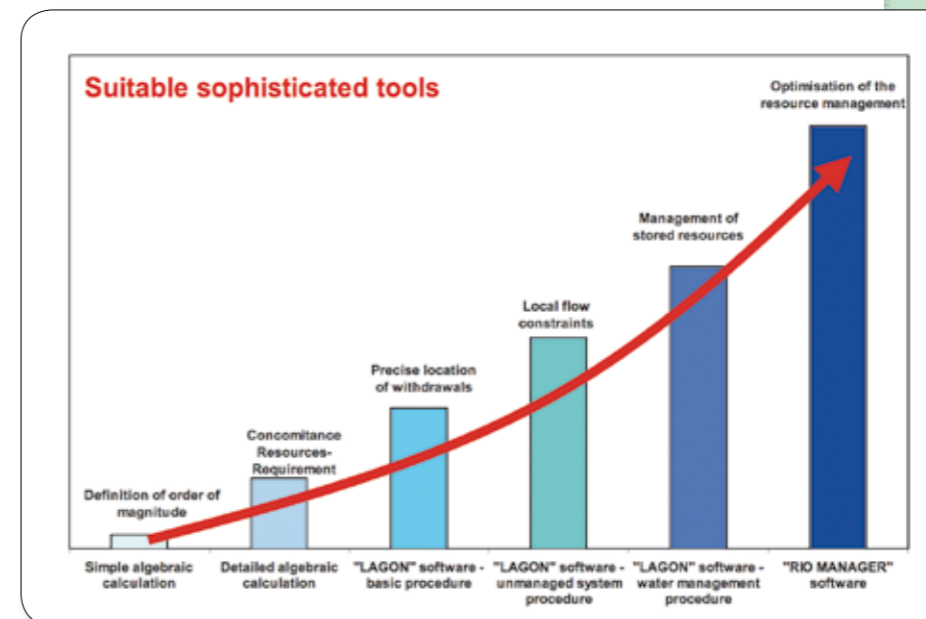 Suitable sophisticated tools
Optimisation of the
resource management
Management of
stored resources
Local flow
constraints
Precise location
of withdrawals
Concomitance
Resources-
Requirement
Definition of order of
magnitude
Simple algebraic
calculation
Detailed algebraic
calculation
"LAGON" software -
basic procedure
"LAGON" software -
unmanaged system
procedure
"LAGON" software -
water management
procedure
"RIO MANAGER"
software